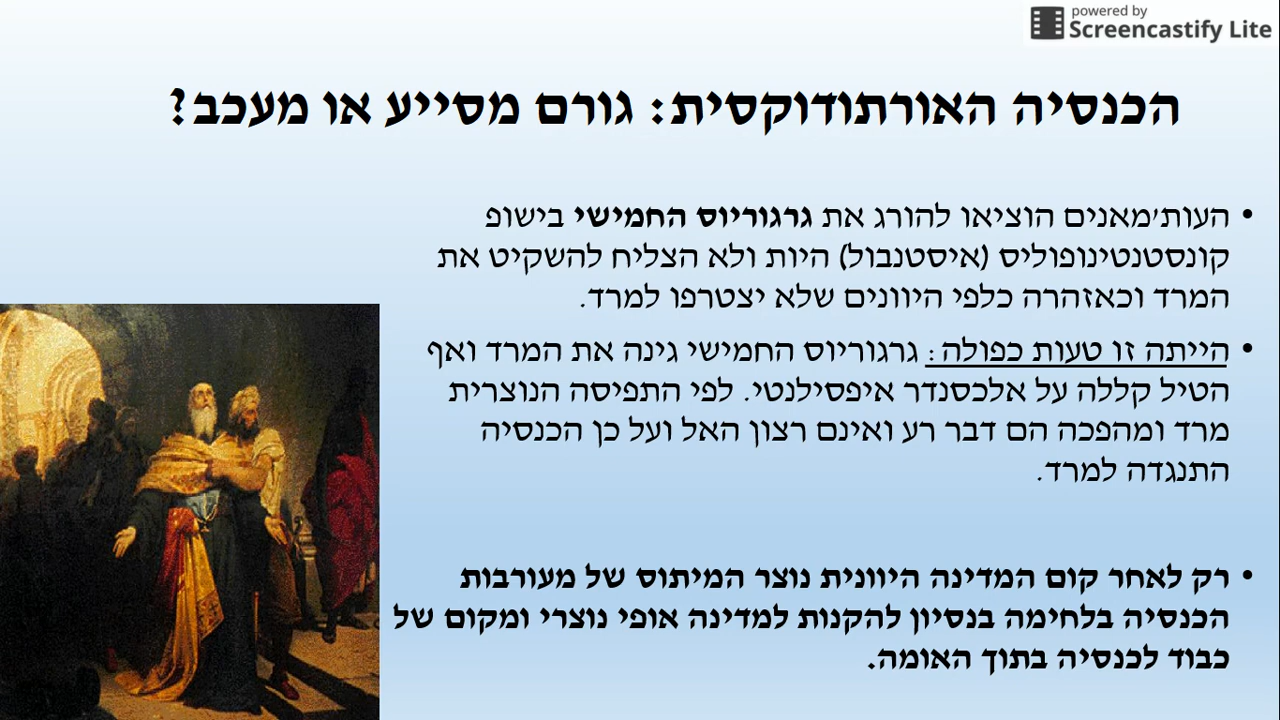 powered by
Screencastify Lite
הכנסיה האורתודוקסית: גורם מסייע או מעכב?
• העות'מאנים הוציאו להורג את גרגוריוס החמישי בישופ
קונסטנטינופוליס (איסטנבול) היות ולא הצליח להשקיט את
המרד וכאזהרה כלפי היוונים שלא יצטרפו למרד.
• הייתה זו טעות כפולה: גרגוריוס החמישי גינה את המרד ואף
הטיל קללה על אלכסנדר איפסילנטי. לפי התפיסה הנוצרית
מרד ומהפכה הם דבר רע ואינם רצון האל ועל כן הכנסיה
התנגדה למרד.
• רק לאחר קום המדינה היוונית נוצר המיתוס של מעורבות
הכנסיה בלחימה בנסיון להקנות למדינה אופי נוצרי ומקום של
כבוד לכנסיה בתוך האומה.